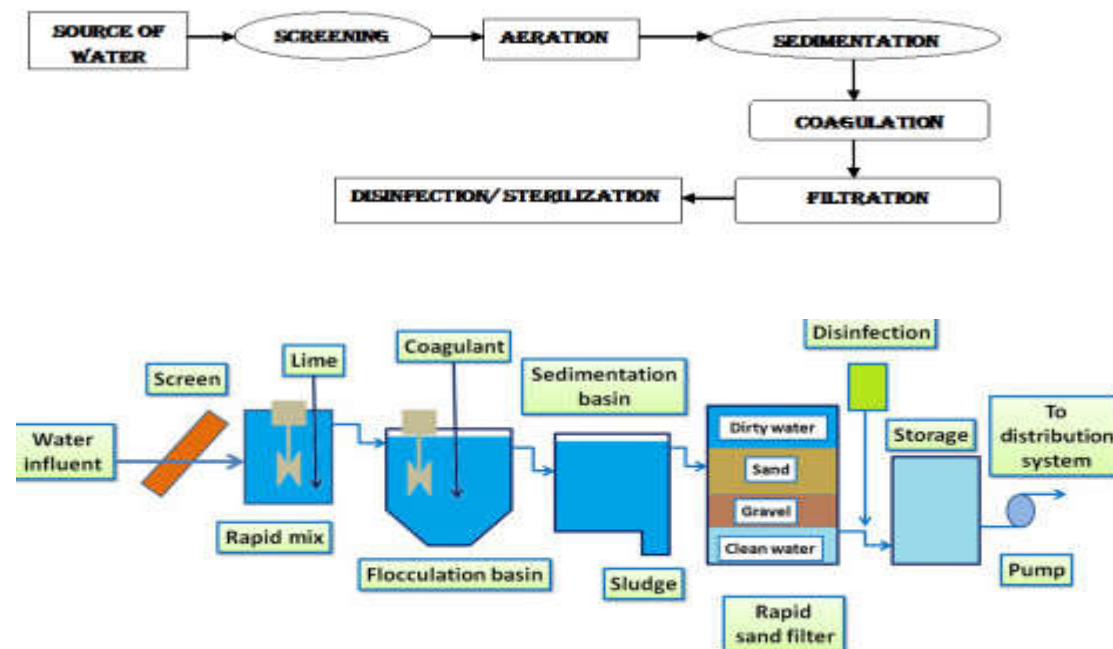 SOURCE OF
WATER
SCREENING
AERATION
SEDIMENTATION
COAGULATION
DISINFECTION/ STERILIZATION
FILTRATION
Water
influent
Screen
Lime
Rapid mix
Coagulant
Flocculation basin
Sedimentation
basin
Sludge
Dirty water
Sand
Gravel
Clean water
Rapid
sand filter
Disinfection
Storage
Pump
To
distribution
system